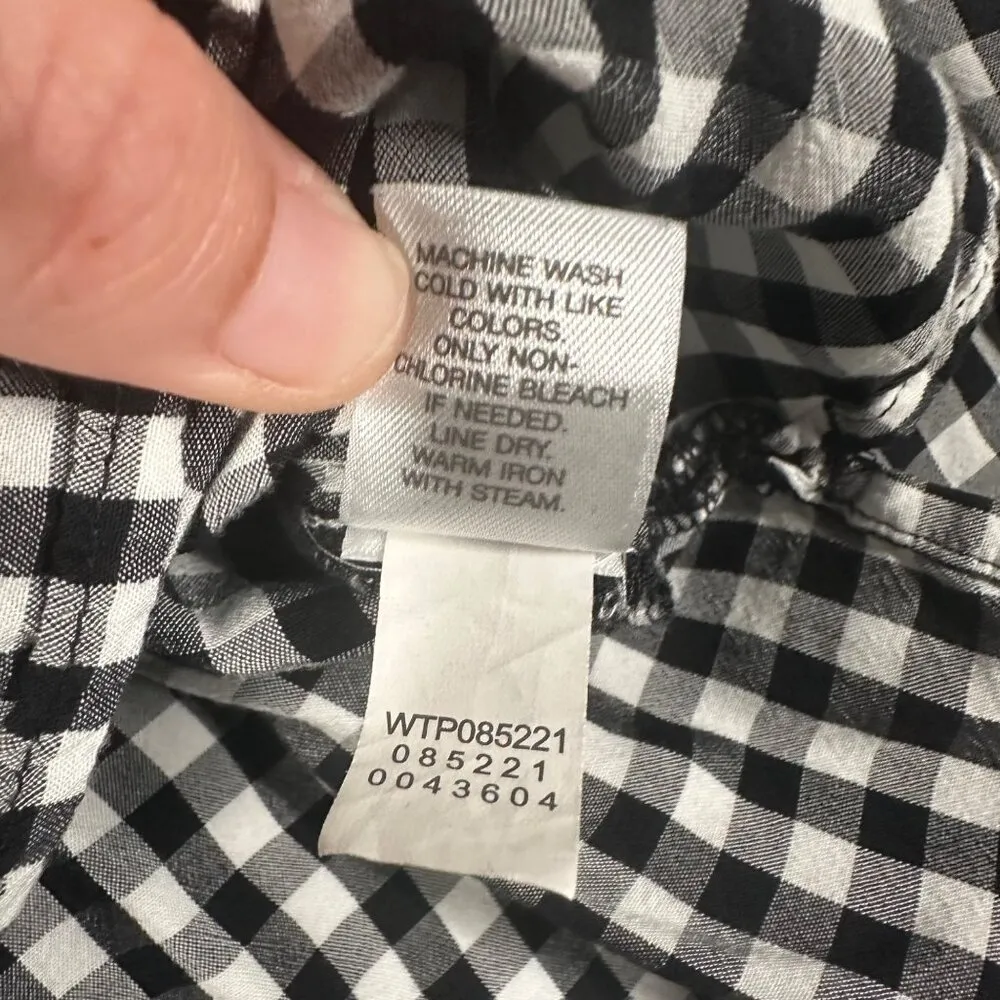 MACHINE WASH
COLD WITH LIKE
COLORS.
ONLY NON-
CHLORINE BLEACH
IF NEEDED.
LINE DRY.
WARM IRON
WITH STEAM.
WTP085221
085221
0043604